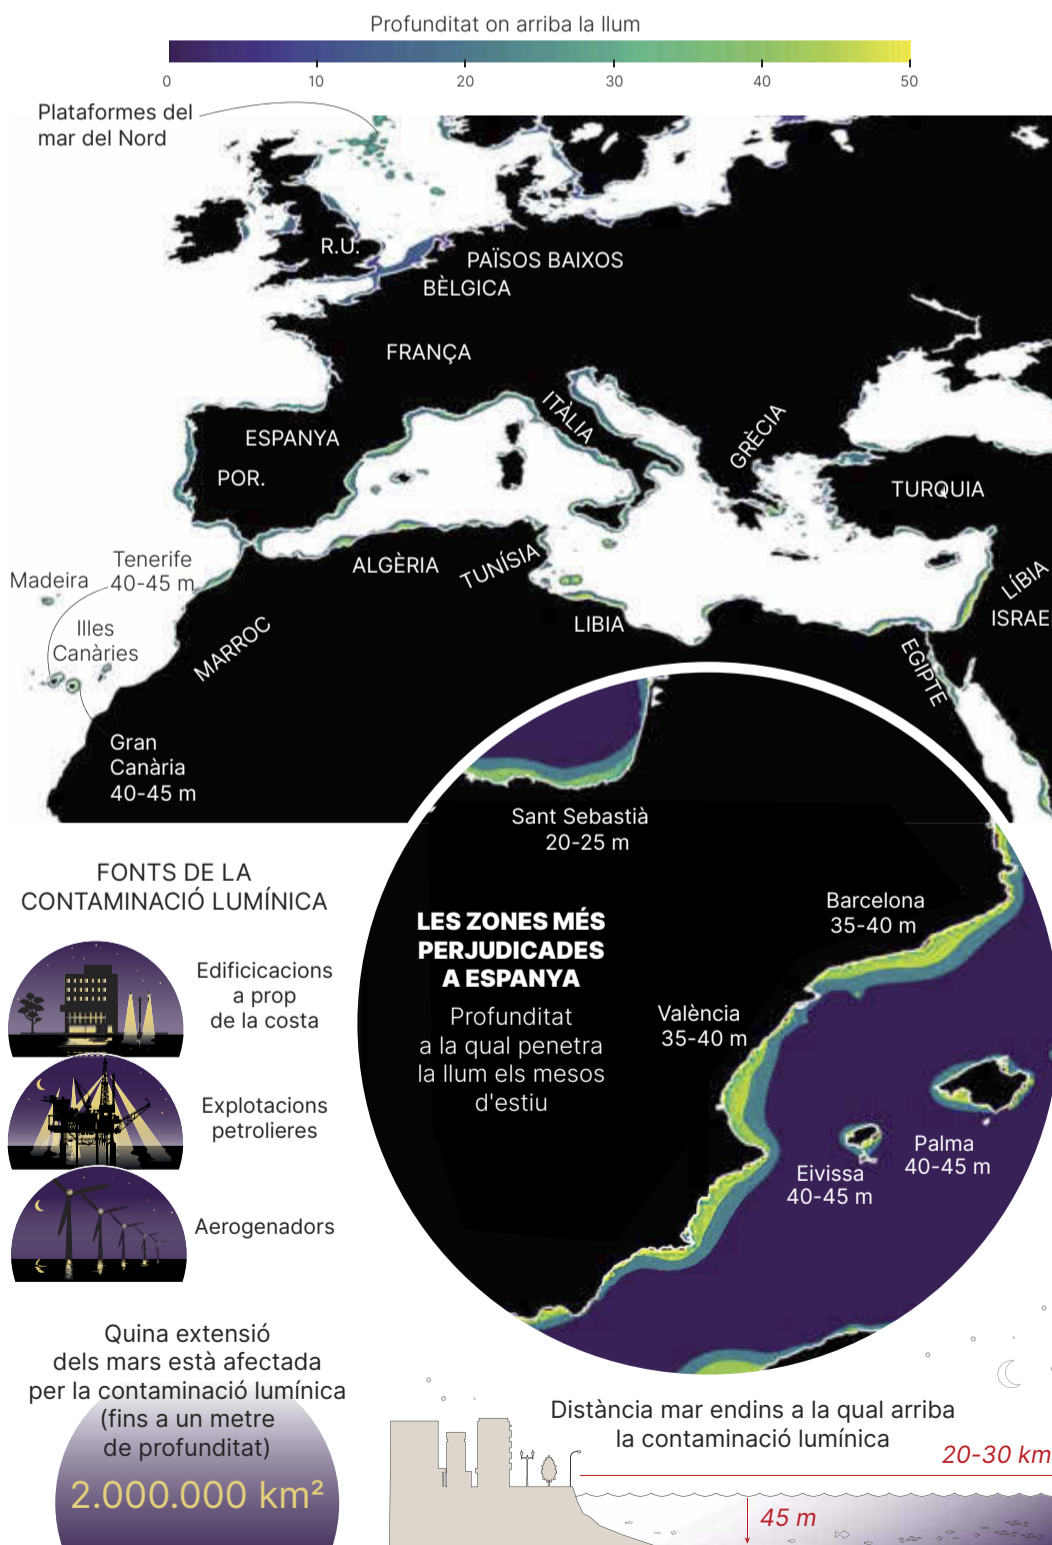 Profunditat on arriba la llum
0 10 20 30 40 50
Plataformes del
mar del Nord
R.U.
PAÏSOS BAIXOS
BÈLGICA
FRANÇA
ITÀLIA
GRÈCIA
ESPANYA
POR.
TURQUIA
ALGÈRIA
TUNÍSIA
LÍBIA
ISRAE
LIBIA
EGIPTE
MARROC
Madeira
Tenerife
40-45 m
Illes
Canàries
Gran
Canària
40-45 m
Sant Sebastià
20-25 m
LES ZONES MÉS
PERJUDICADES
A ESPANYA
Profunditat
a la qual penetra
la llum els mesos
d'estiu
Barcelona
35-40 m
València
35-40 m
Palma
40-45 m
Eivissa
40-45 m
FONTS DE LA
CONTAMINACIÓ LUMÍNICA
Edificicacions
a prop
de la costa
Explotacions
petrolieres
Aerogenadors
Quina extensió
dels mars està afectada
per la contaminació lumínica
(fins a un metre
de profunditat)
2.000.000 km²
Distància mar endins a la qual arriba
la contaminació lumínica
20-30 km
45 m